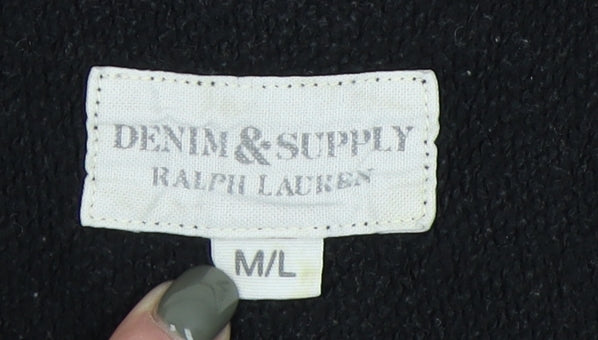 DENIM & SUPPLY
RALPH LAUREN
M/L